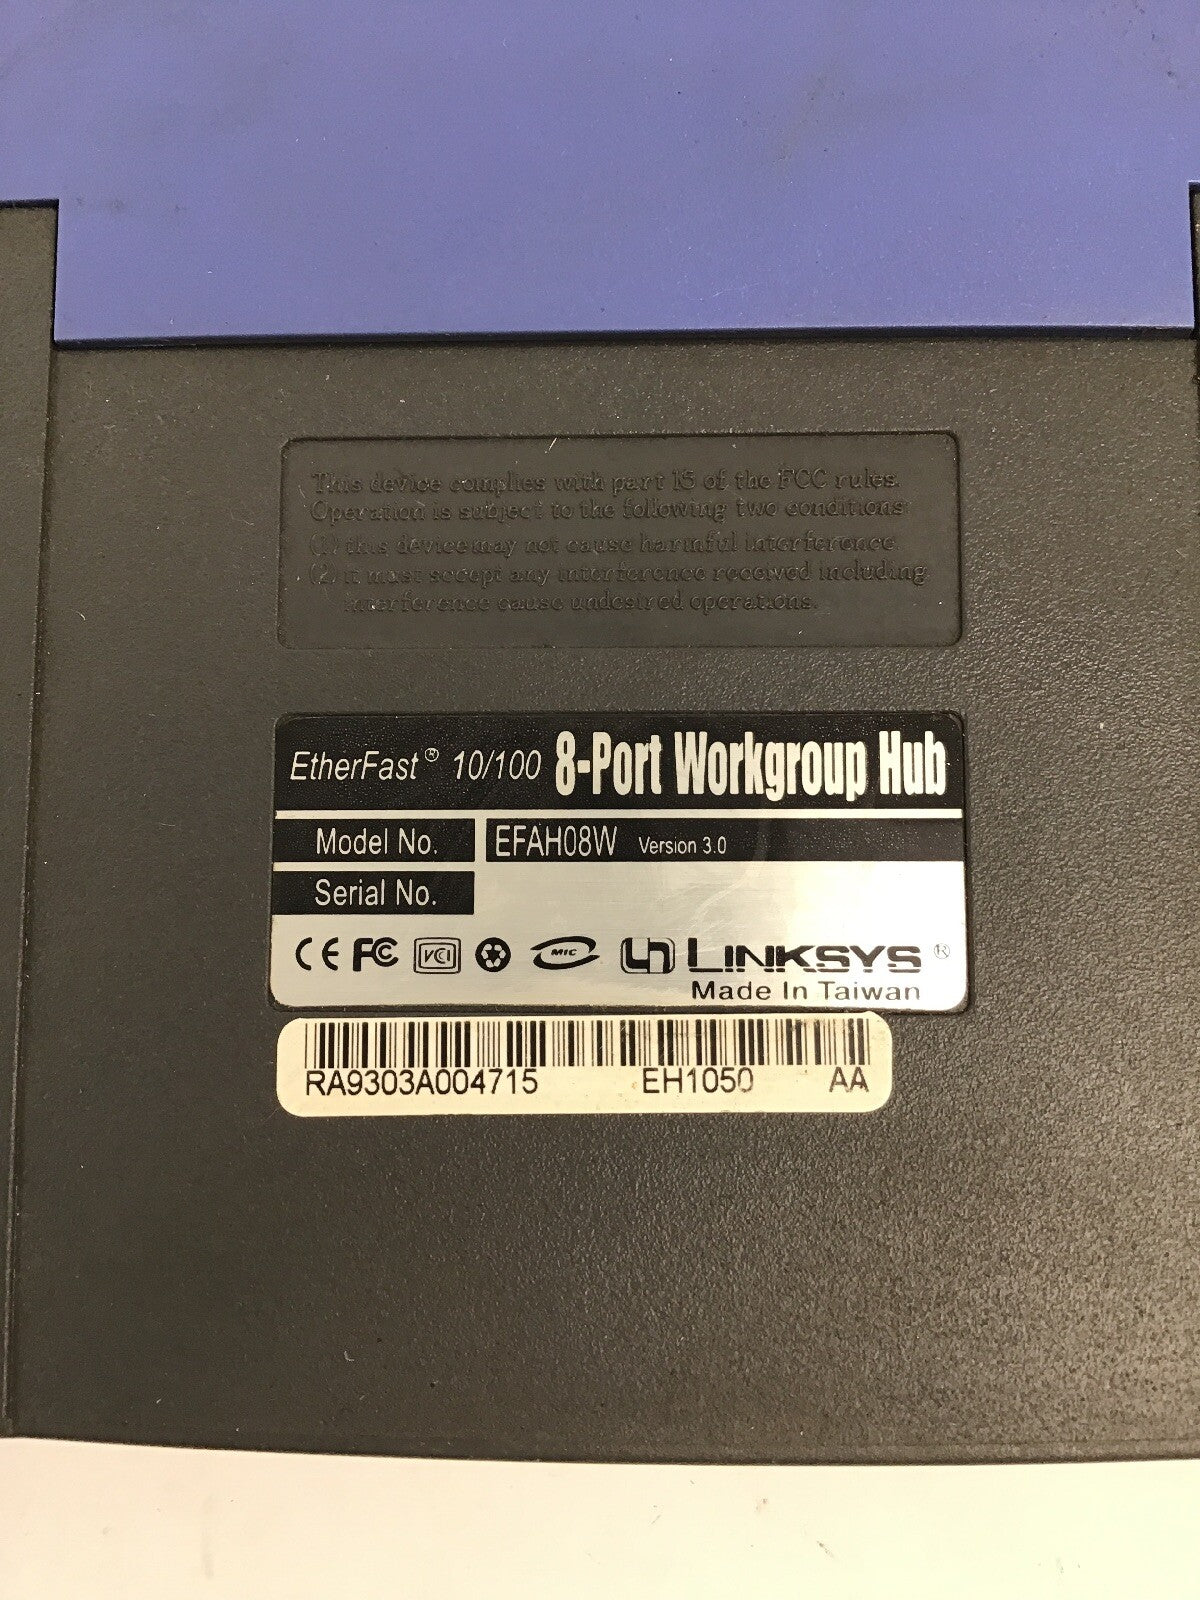 This device complies with part 15 of the FCC rules.
Operation is subject to the following two conditions:
(1) this device may not cause harmful interference.
(2) it must accept any interference received including
interference cause undesired operations.
EtherFast® 10/100 8-Port Workgroup Hub
Model No. EFAH08W Version 3.0
Serial No.
CE FC VCI MIC LINKSYS®
Made In Taiwan
RA9303A004715 EH1050 AA